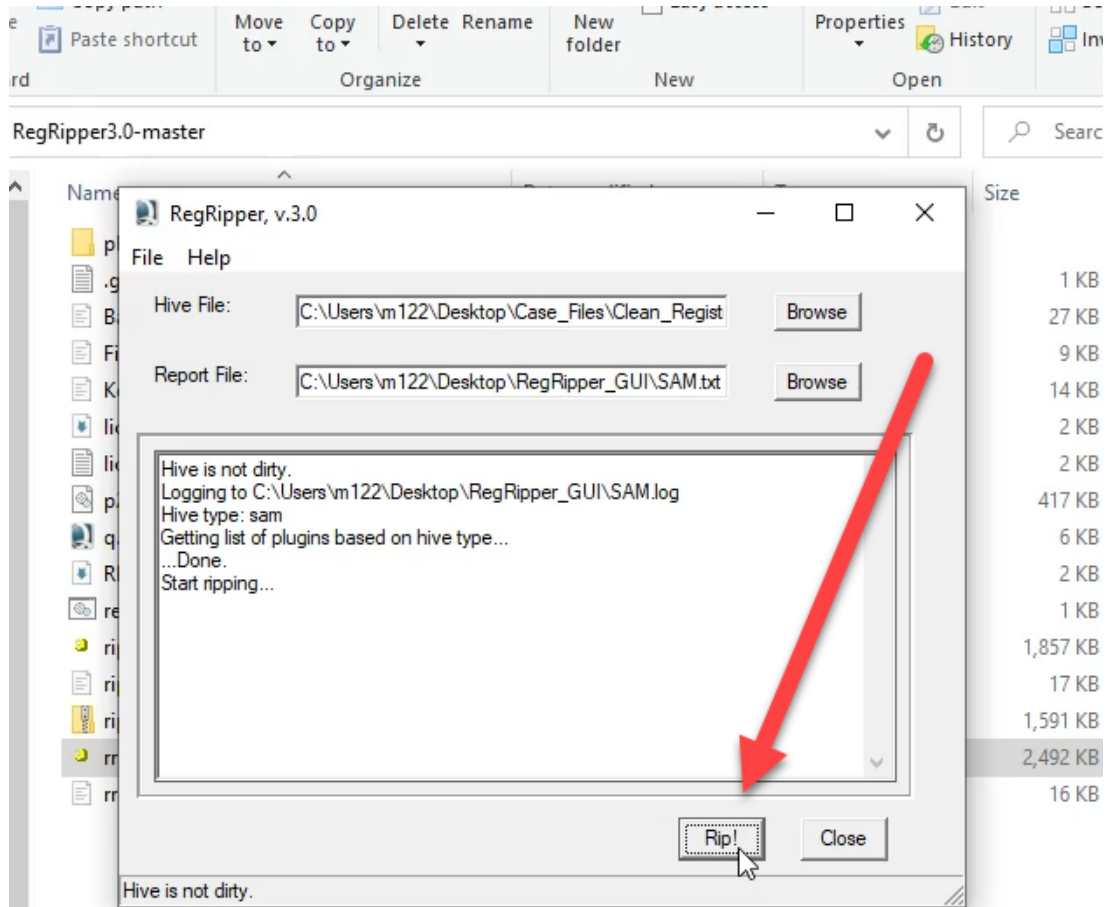 Move to
Copy to
Delete
Rename
New folder
Properties
Paste shortcut
History
Organize
New
Open
RegRipper3.0-master
Name
Size
RegRipper, v.3.0
File Help
Hive File:
C:\Users\m122\Desktop\Case_Files\Clean_Regist
Browse
Report File:
C:\Users\m122\Desktop\RegRipper_GUI\SAM.txt
Browse
Hive is not dirty.
Logging to C:\Users\m122\Desktop\RegRipper_GUI\SAM.log
Hive type: sam
Getting list of plugins based on hive type...
...Done.
Start ripping...
Rip!
Close
Hive is not dirty.
1 KB
27 KB
9 KB
14 KB
2 KB
2 KB
417 KB
6 KB
2 KB
1 KB
1,857 KB
17 KB
1,591 KB
2,492 KB
16 KB